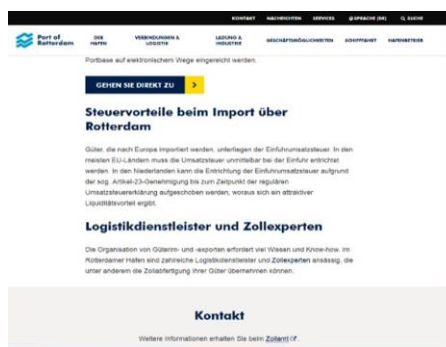 KONTAKT NACHRICHTEN SERVICES SPRACHE (DE) SUCHE
Port of Rotterdam
DER HAFEN
VERBINDUNGEN & LOGISTIK
LADUNG & INDUSTRIE
GESCHÄFTSMÖGLICHKEITEN
SCHIFFFAHRT
HAFENBETRIEB
Portbase auf elektronischem Wege eingereicht werden.
GEHEN SIE DIREKT ZU
Steuervorteile beim Import über
Rotterdam
Güter, die nach Europa importiert werden, unterliegen der Einfuhrumsatzsteuer. In den
meisten EU-Ländern muss die Umsatzsteuer unmittelbar bei der Einfuhr entrichtet
werden. In den Niederlanden kann die Entrichtung der Einfuhrumsatzsteuer aufgrund
der sog. Artikel-23-Genehmigung bis zum Zeitpunkt der regulären
Umsatzsteuererklärung aufgeschoben werden, woraus sich ein attraktiver
Liquiditätsvorteil ergibt.
Logistikdienstleister und Zollexperten
Die Organisation von Güterim- und -exporten erfordert viel Wissen und Know-how. Im
Rotterdamer Hafen sind zahlreiche Logistikdienstleister und Zollexperten ansässig, die
unter anderem die Zollabfertigung Ihrer Güter übernehmen können.
Kontakt
Weitere Informationen erhalten Sie beim Zollamt.